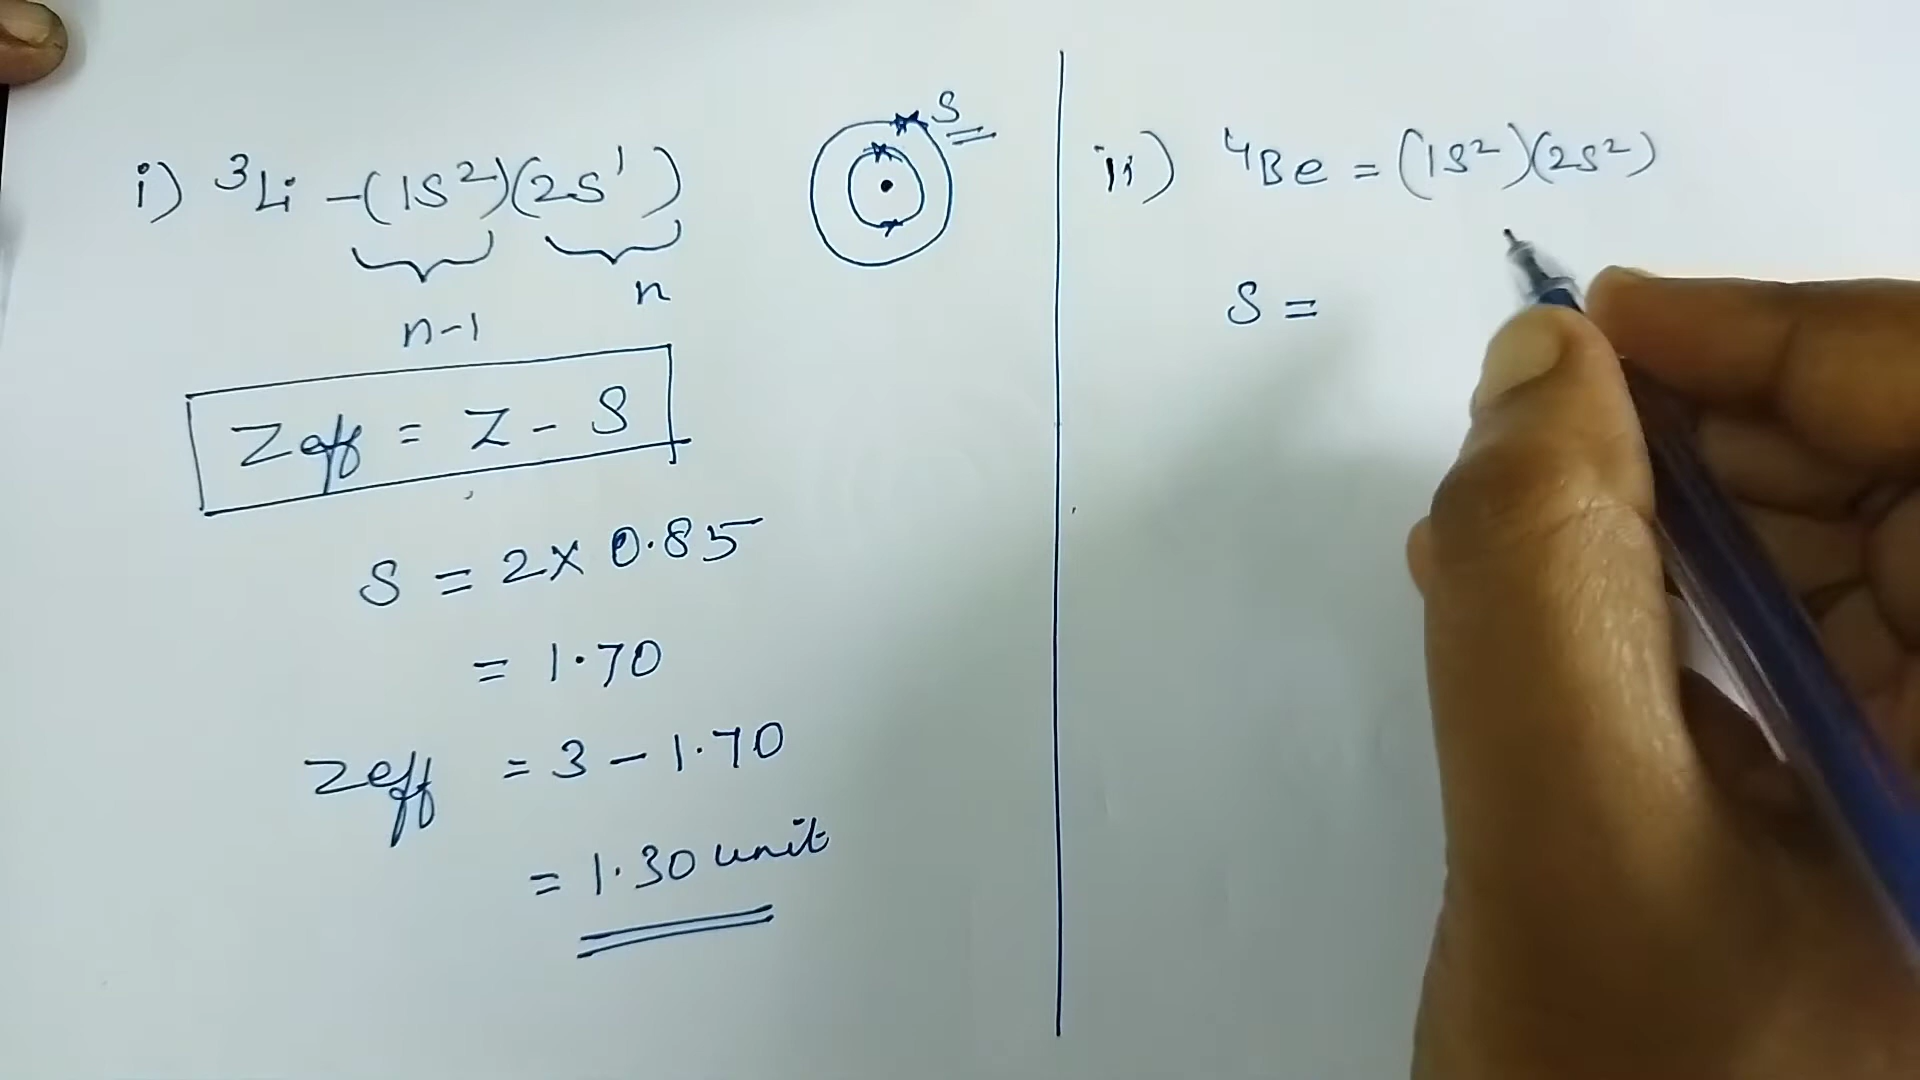 i) ³Li - (1S²)(2S¹)
n-1
n
Zeff = Z - S
S = 2 × 0.85
= 1.70
Zeff = 3 - 1.70
= 1.30 unit
S
ii) ⁴Be = (1S²)(2S²)
S =